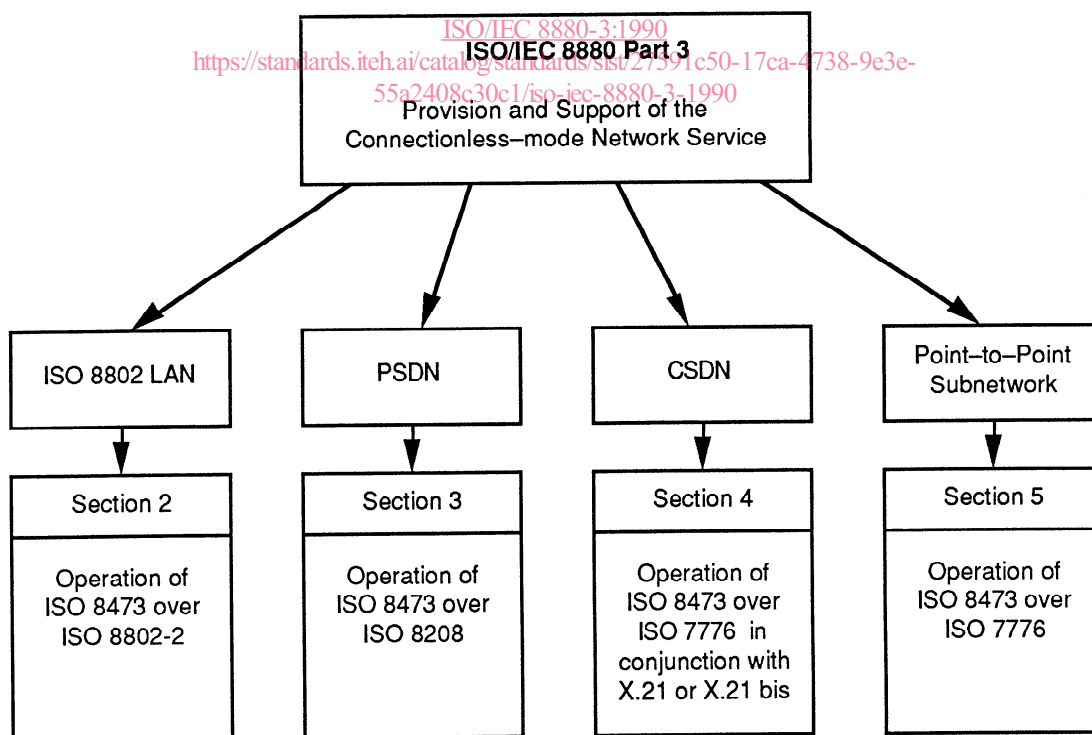 ISO/IEC 8880-3:1990
ISO/IEC 8880 Part 3
https://standards.iteh.ai/catalog/standards/sist/27591c50-17ca-4738-9e3e-
55a2408c30c1/iso-iec-8880-3-1990
Provision and Support of the
Connectionless–mode Network Service
ISO 8802 LAN
PSDN
CSDN
Point–to–Point
Subnetwork
Section 2
Operation of
ISO 8473 over
ISO 8802-2
Section 3
Operation of
ISO 8473 over
ISO 8208
Section 4
Operation of
ISO 8473 over
ISO 7776 in
conjunction with
X.21 or X.21 bis
Section 5
Operation of
ISO 8473 over
ISO 7776